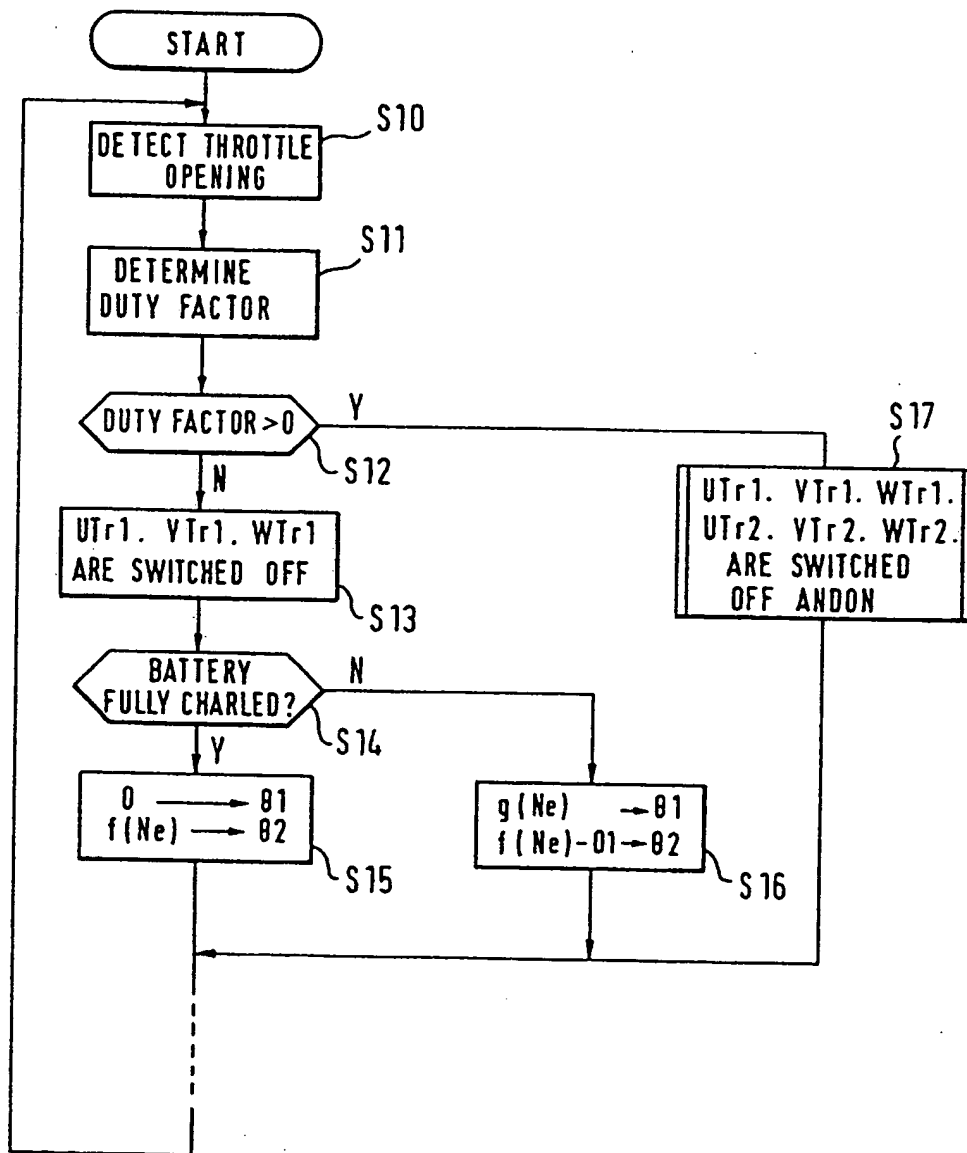 START
S10
DETECT THROTTLE
OPENING
S11
DETERMINE
DUTY FACTOR
DUTY FACTOR>0
Y
S12
N
S17
UTr1. VTr1. WTr1.
UTr2. VTr2. WTr2.
ARE SWITCHED
OFF ANDON
UTr1. VTr1. WTr1
ARE SWITCHED OFF
S13
BATTERY
FULLY CHARLED?
N
S14
Y
0 → θ1
f(Ne) → θ2
S15
g(Ne) → θ1
f(Ne)-θ1→θ2
S16